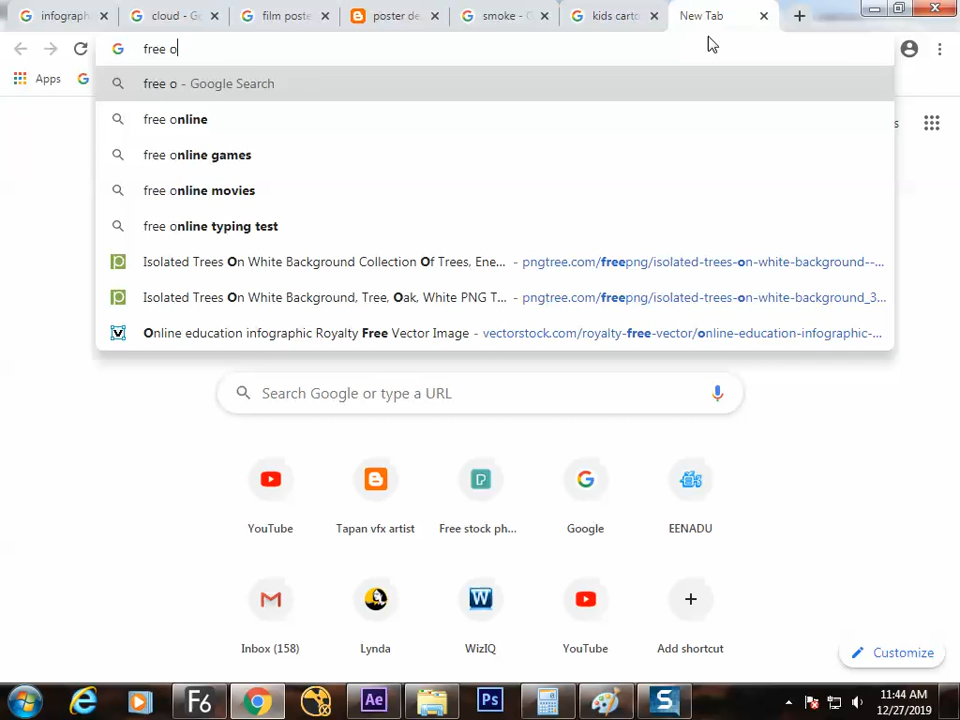 infograph
cloud - G
film poste
poster de
smoke - G
kids carto
New Tab
free o
Apps
s
free o - Google Search
free online
free online games
free online movies
free online typing test
Isolated Trees On White Background Collection Of Trees, Ene... - pngtree.com/freepng/isolated-trees-on-white-background--...
Isolated Trees On White Background, Tree, Oak, White PNG T... - pngtree.com/freepng/isolated-trees-on-white-background_3...
Online education infographic Royalty Free Vector Image - vectorstock.com/royalty-free-vector/online-education-infographic-...
Search Google or type a URL
YouTube
Tapan vfx artist
Free stock ph...
Google
EENADU
Inbox (158)
Lynda
WizIQ
YouTube
Add shortcut
Customize
F6
Ae
Ps
S
11:44 AM
12/27/2019